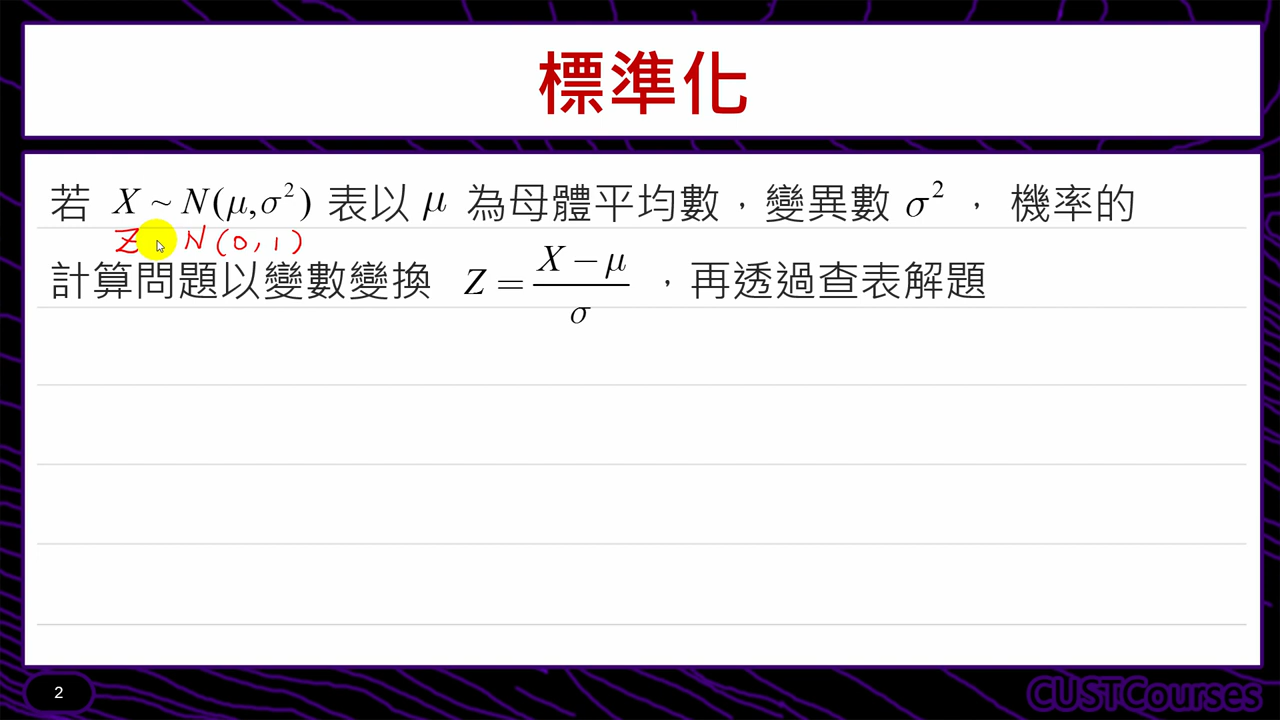 標準化
若 X ~ N(μ,σ²) 表以 μ 為母體平均數，變異數 σ² ， 機率的
Z ~ N(0,1)
計算問題以變數變換 Z = (X − μ)/σ ，再透過查表解題
2
CUSTCourses